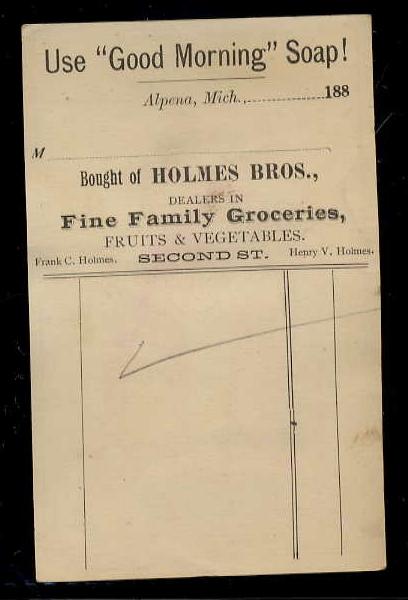 Use “Good Morning” Soap!
Alpena, Mich.,..................188
M
Bought of HOLMES BROS.,
DEALERS IN
Fine Family Groceries,
FRUITS & VEGETABLES.
Frank C. Holmes. SECOND ST. Henry V. Holmes.